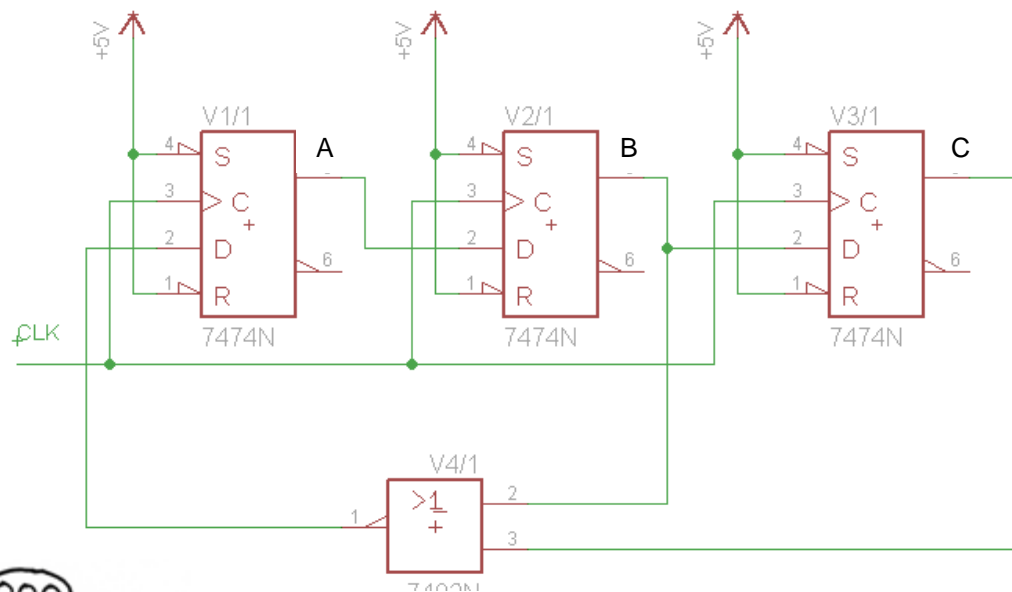 +5V +5V +5V
V1/1 V2/1 V3/1
A B C
4 S 4 S 4 S
3 C 3 C 3 C
2 D 2 D 2 D
6 6 6
1 R 1 R 1 R
7474N 7474N 7474N
CLK
V4/1
>1 2
1
3